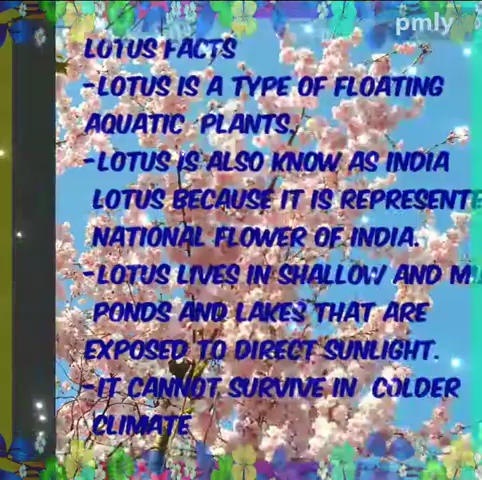 pmly
LOTUS FACTS
-LOTUS IS A TYPE OF FLOATING
AQUATIC PLANTS.
-LOTUS IS ALSO KNOW AS INDIA
LOTUS BECAUSE IT IS REPRESENTE
NATIONAL FLOWER OF INDIA.
-LOTUS LIVES IN SHALLOW AND M
PONDS AND LAKES THAT ARE
EXPOSED TO DIRECT SUNLIGHT.
-IT CANNOT SURVIVE IN COLDER
CLIMATE